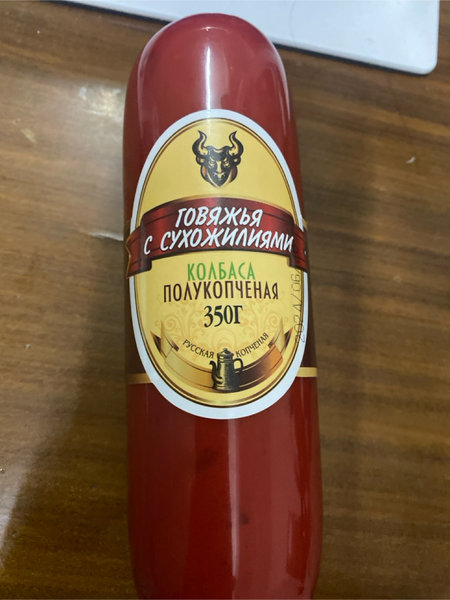 ГОВЯЖЬЯ
С СУХОЖИЛИЯМИ
КОЛБАСА
ПОЛУКОПЧЕНАЯ
350Г
РУССКАЯ КОПЧЕНАЯ